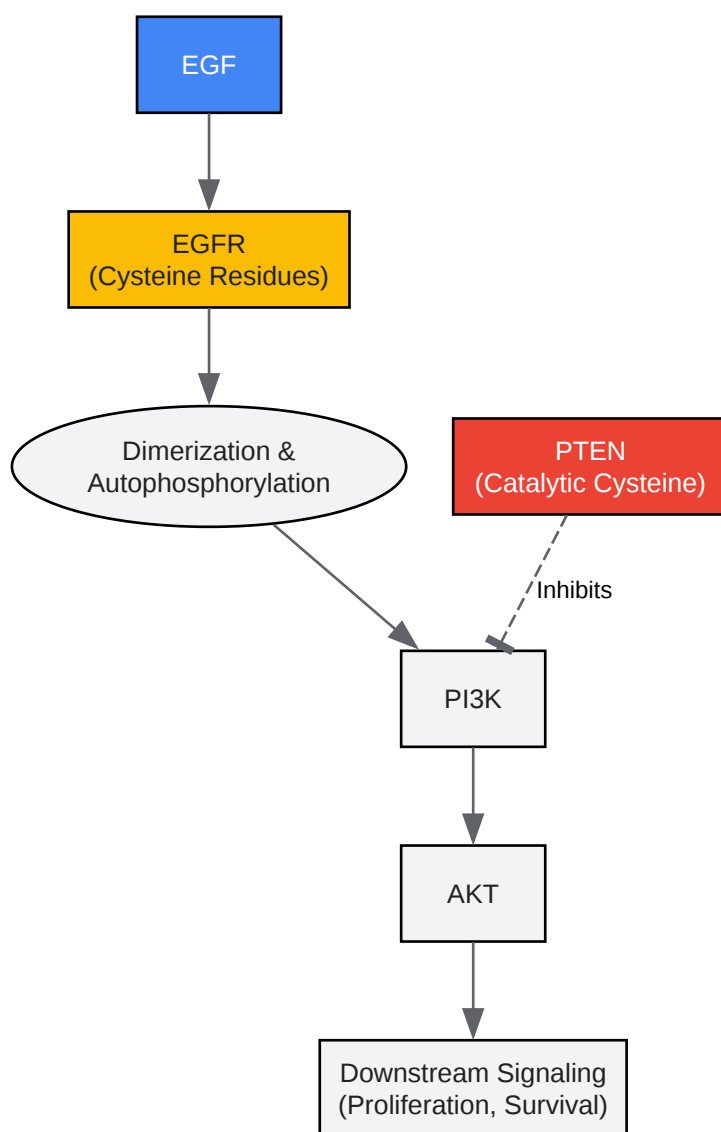 EGF
EGFR
(Cysteine Residues)
Dimerization &
Autophosphorylation
PTEN
(Catalytic Cysteine)
Inhibits
PI3K
AKT
Downstream Signaling
(Proliferation, Survival)